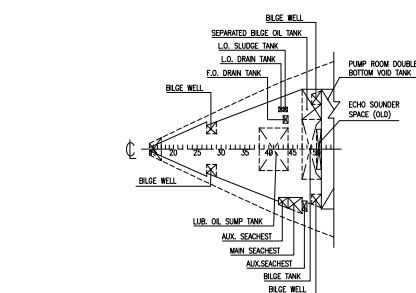 BILGE WELL
SEPARATED BILGE OIL TANK
L.O. SLUDGE TANK
L.O. DRAIN TANK
F.O. DRAIN TANK
PUMP ROOM DOUBLE
BOTTOM VOID TANK
BILGE WELL
ECHO SOUNDER
SPACE (OLD)
20 25 30 35 40 45 50
BILGE WELL
LUB. OIL SUMP TANK
AUX. SEACHEST
MAIN SEACHEST
AUX.SEACHEST
BILGE TANK
BILGE WELL